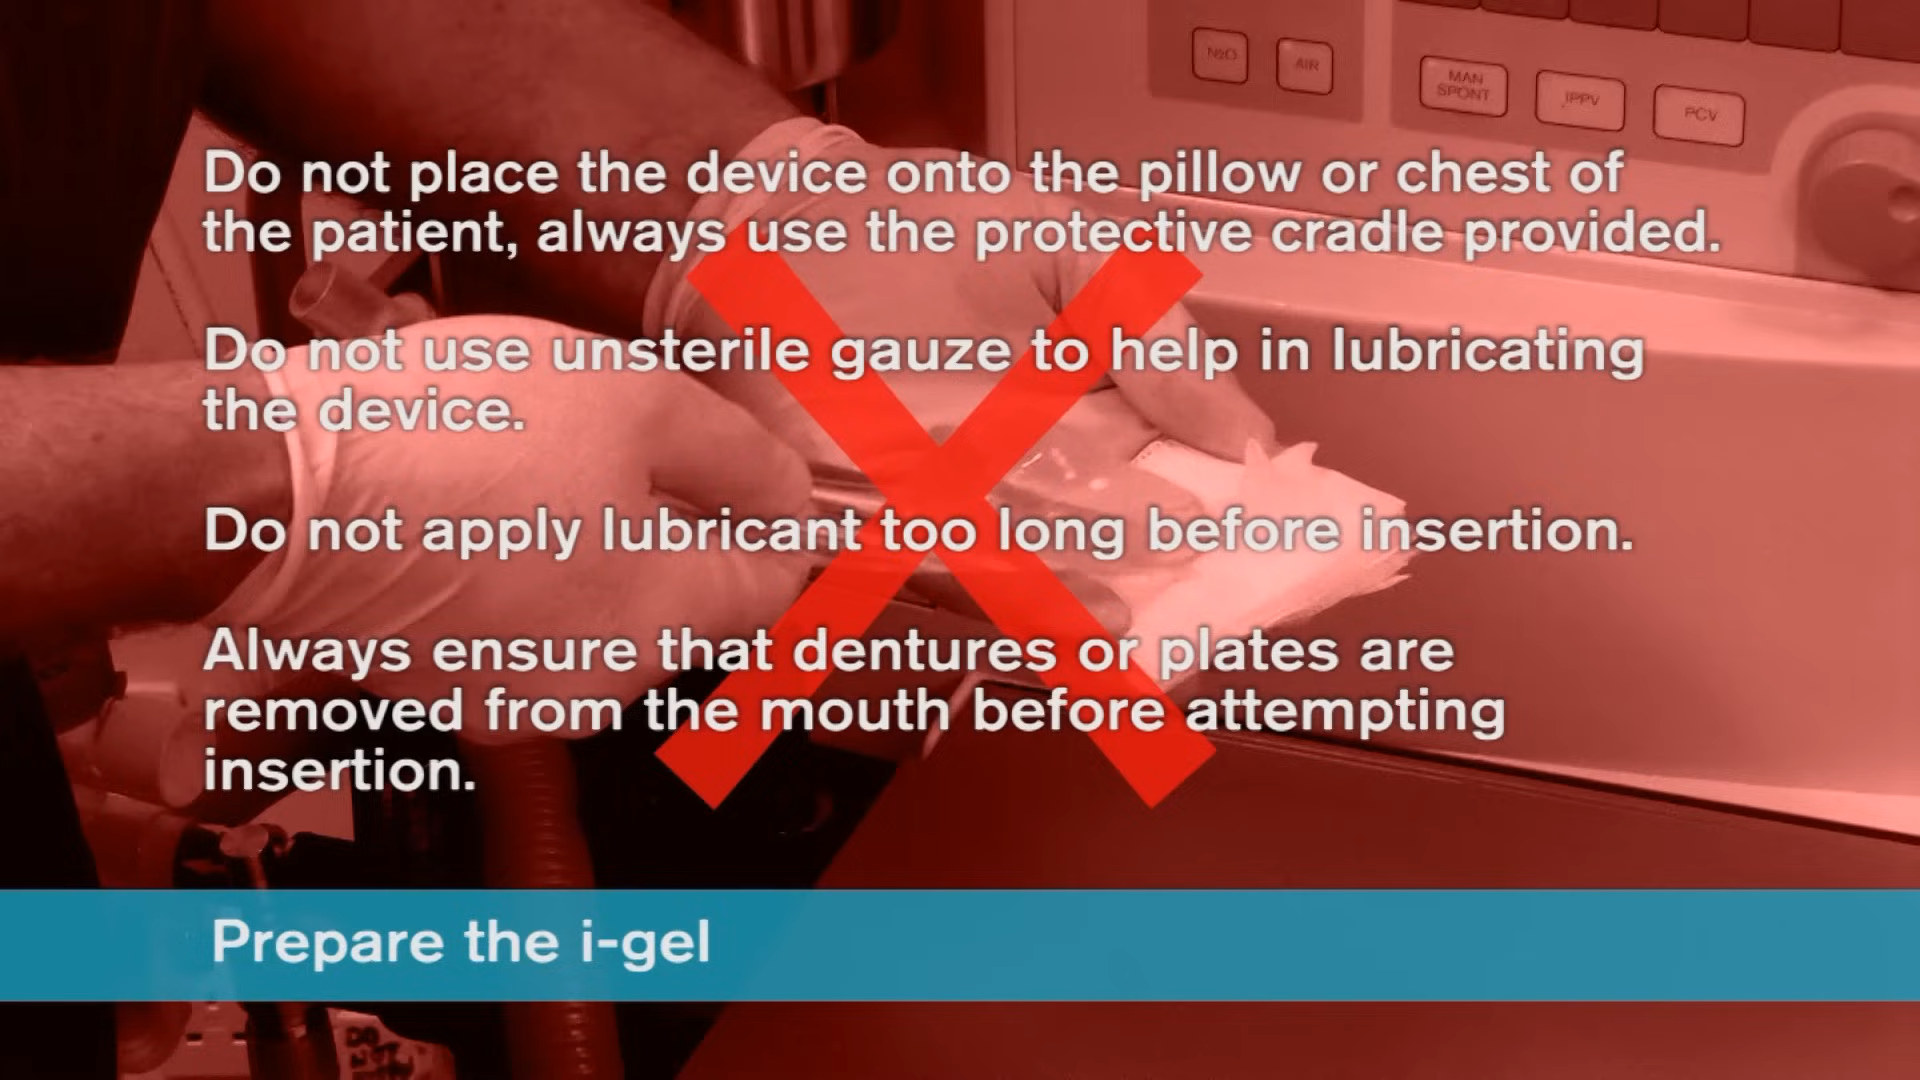 N2O
AIR
MAN
SPONT
IPPV
PCV
Do not place the device onto the pillow or chest of
the patient, always use the protective cradle provided.
Do not use unsterile gauze to help in lubricating
the device.
Do not apply lubricant too long before insertion.
Always ensure that dentures or plates are
removed from the mouth before attempting
insertion.
Prepare the i-gel